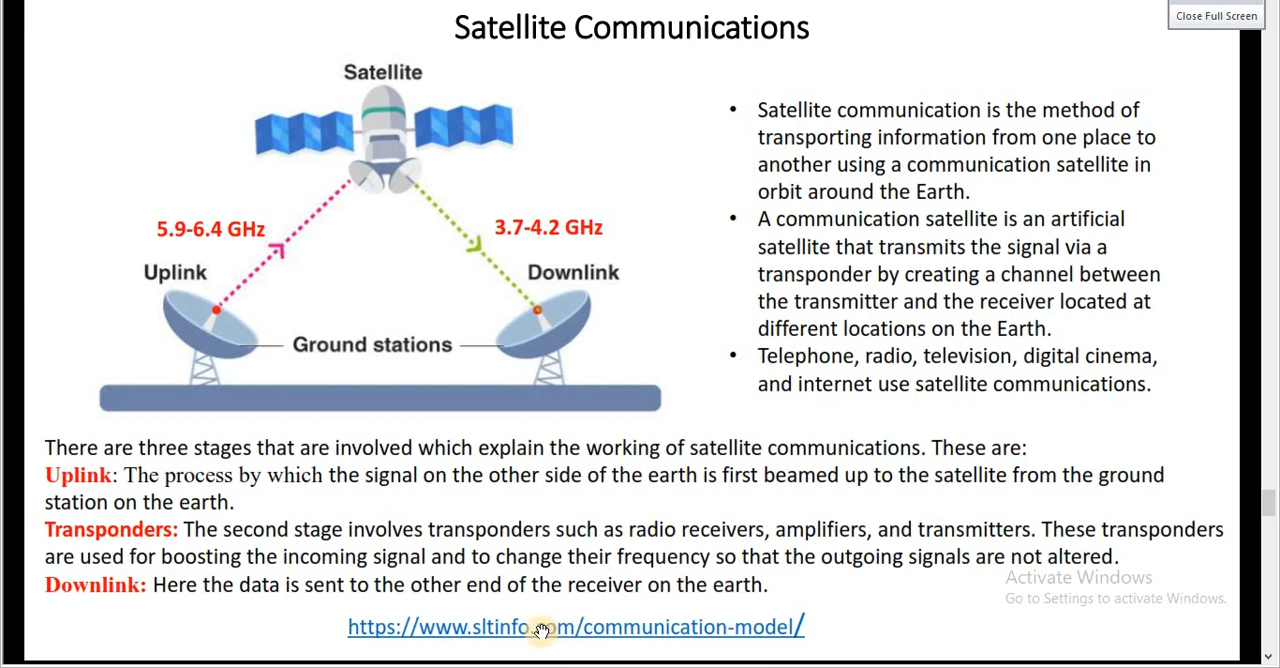 Satellite Communications
Close Full Screen
Satellite
5.9-6.4 GHz
3.7-4.2 GHz
Uplink
Downlink
Ground stations
• Satellite communication is the method of
transporting information from one place to
another using a communication satellite in
orbit around the Earth.
• A communication satellite is an artificial
satellite that transmits the signal via a
transponder by creating a channel between
the transmitter and the receiver located at
different locations on the Earth.
• Telephone, radio, television, digital cinema,
and internet use satellite communications.
There are three stages that are involved which explain the working of satellite communications. These are:
Uplink: The process by which the signal on the other side of the earth is first beamed up to the satellite from the ground
station on the earth.
Transponders: The second stage involves transponders such as radio receivers, amplifiers, and transmitters. These transponders
are used for boosting the incoming signal and to change their frequency so that the outgoing signals are not altered.
Downlink: Here the data is sent to the other end of the receiver on the earth.
Activate Windows
Go to Settings to activate Windows.
https://www.sltinfo.com/communication-model/